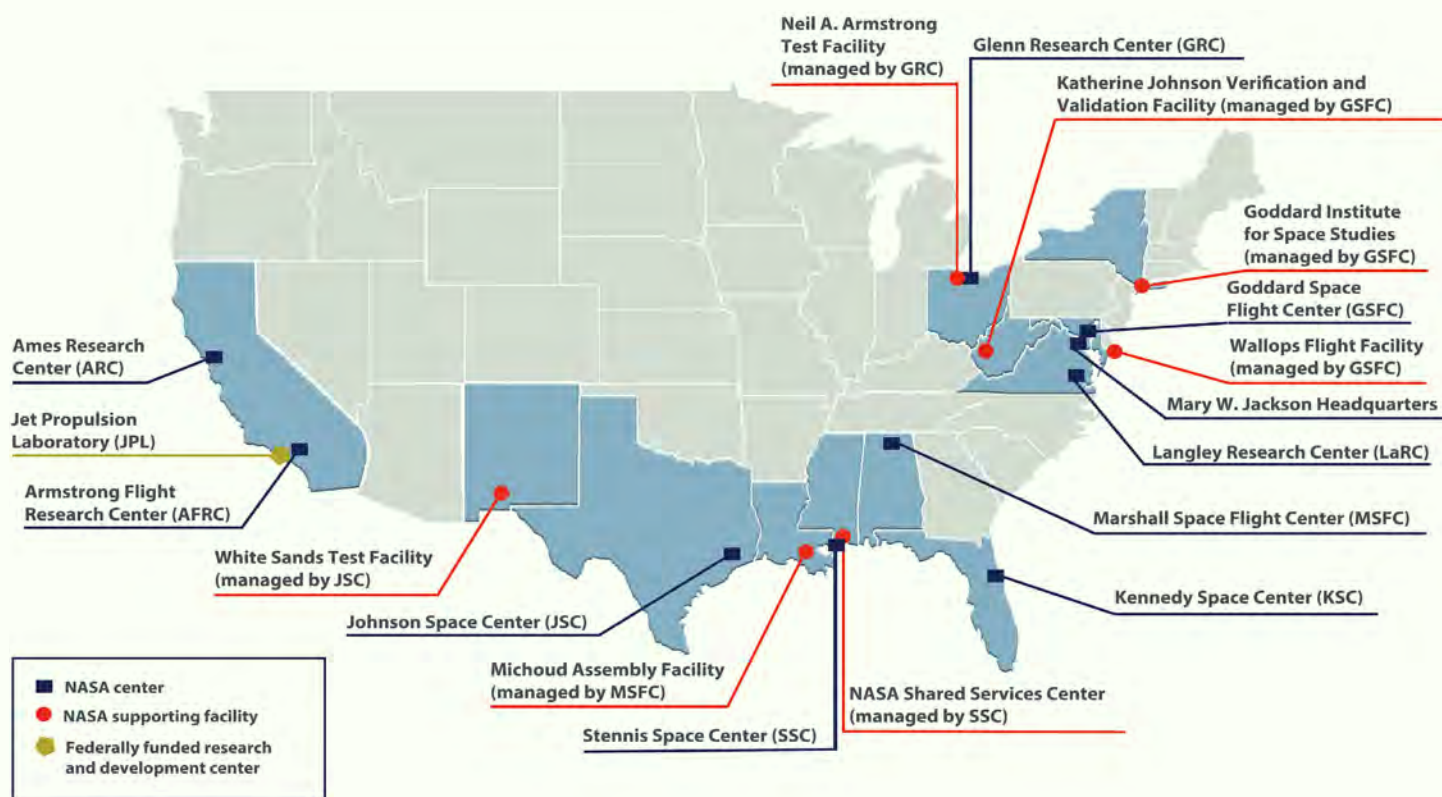 Neil A. Armstrong
Test Facility
(managed by GRC)
Glenn Research Center (GRC)
Katherine Johnson Verification and
Validation Facility (managed by GSFC)
Goddard Institute
for Space Studies
(managed by GSFC)
Goddard Space
Flight Center (GSFC)
Wallops Flight Facility
(managed by GSFC)
Mary W. Jackson Headquarters
Langley Research Center (LaRC)
Marshall Space Flight Center (MSFC)
Kennedy Space Center (KSC)
Ames Research
Center (ARC)
Jet Propulsion
Laboratory (JPL)
Armstrong Flight
Research Center (AFRC)
White Sands Test Facility
(managed by JSC)
Johnson Space Center (JSC)
Michoud Assembly Facility
(managed by MSFC)
NASA Shared Services Center
(managed by SSC)
Stennis Space Center (SSC)
NASA center
NASA supporting facility
Federally funded research
and development center